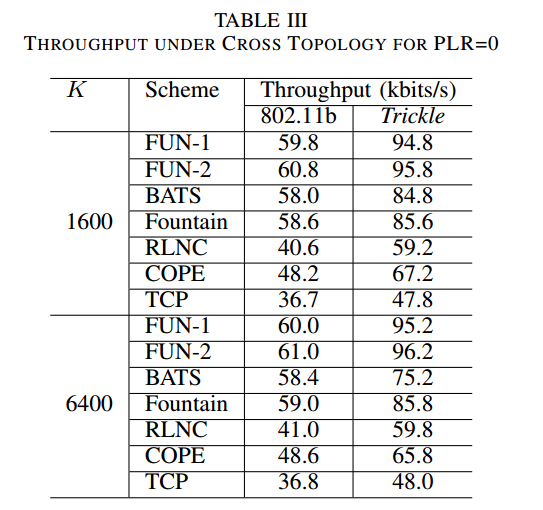 TABLE III
THROUGHPUT UNDER CROSS TOPOLOGY FOR PLR=0
K Scheme Throughput (kbits/s)
802.11b Trickle
FUN-1 59.8 94.8
FUN-2 60.8 95.8
BATS 58.0 84.8
1600 Fountain 58.6 85.6
RLNC 40.6 59.2
COPE 48.2 67.2
TCP 36.7 47.8
FUN-1 60.0 95.2
FUN-2 61.0 96.2
BATS 58.4 75.2
6400 Fountain 59.0 85.8
RLNC 41.0 59.8
COPE 48.6 65.8
TCP 36.8 48.0